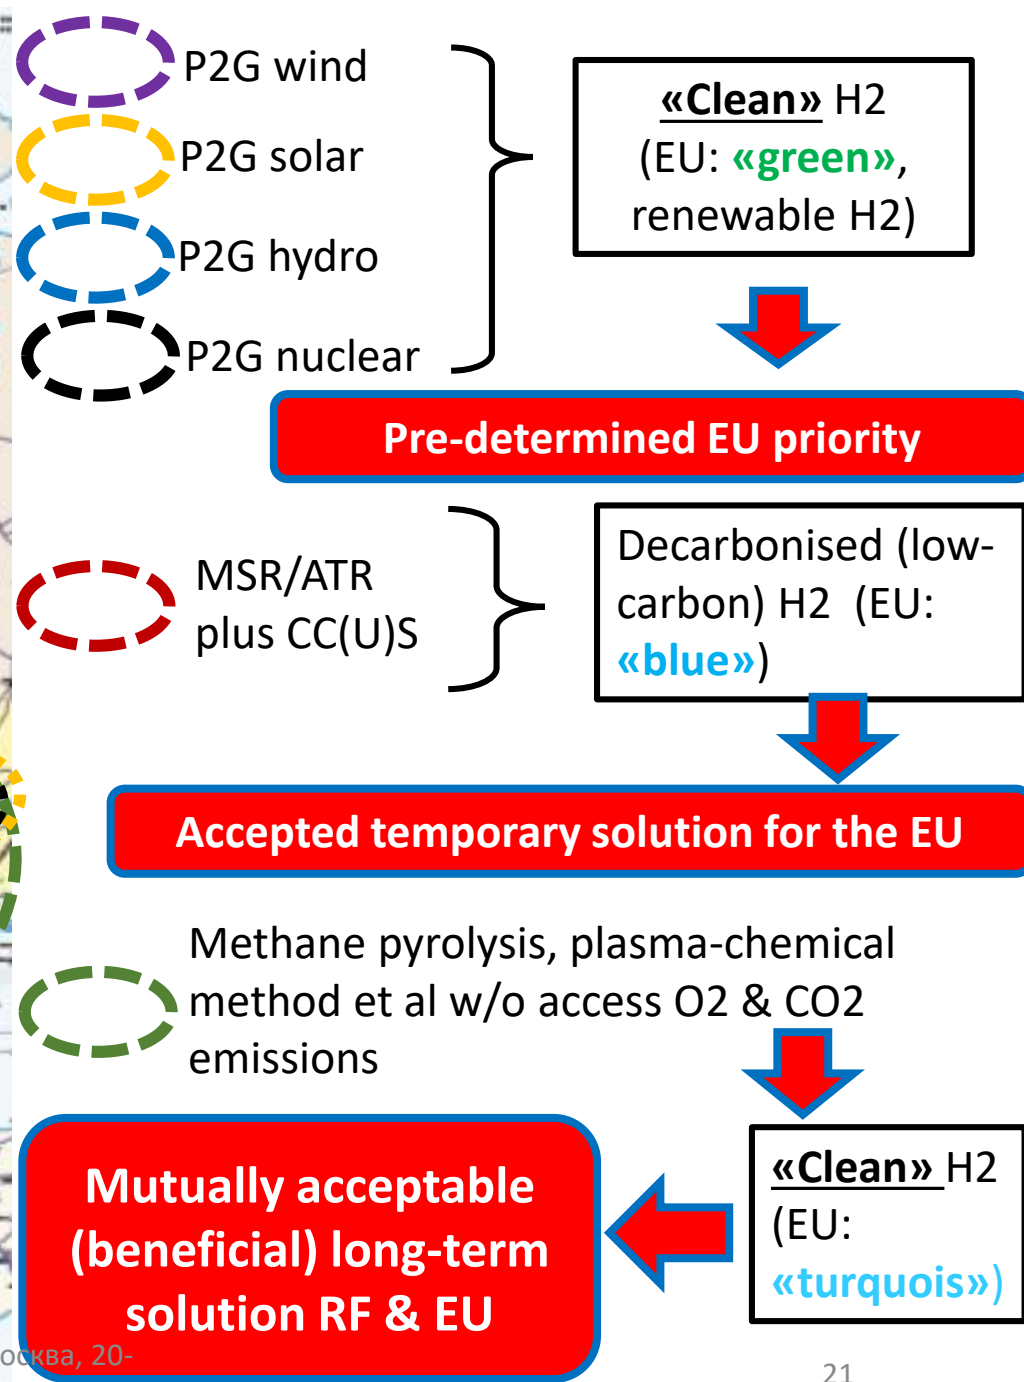 P2G wind
P2G solar
P2G hydro
P2G nuclear
«Clean» H2
(EU: «green»,
renewable H2)
Pre-determined EU priority
MSR/ATR
plus CC(U)S
Decarbonised (low-
carbon) H2 (EU:
«blue»)
Accepted temporary solution for the EU
Methane pyrolysis, plasma-chemical
method et al w/o access O2 & CO2
emissions
«Clean» H2
(EU:
«turquois»)
Mutually acceptable
(beneficial) long-term
solution RF & EU
осква, 20-
21